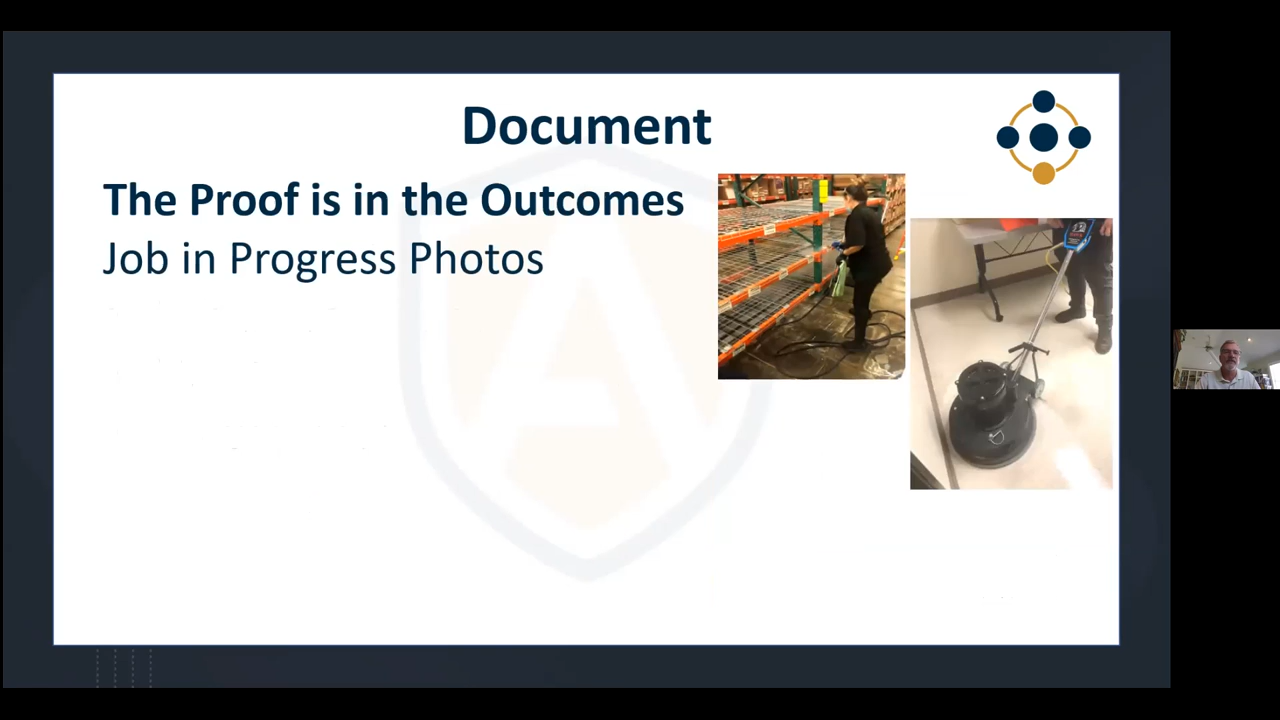 Document
The Proof is in the Outcomes
Job in Progress Photos